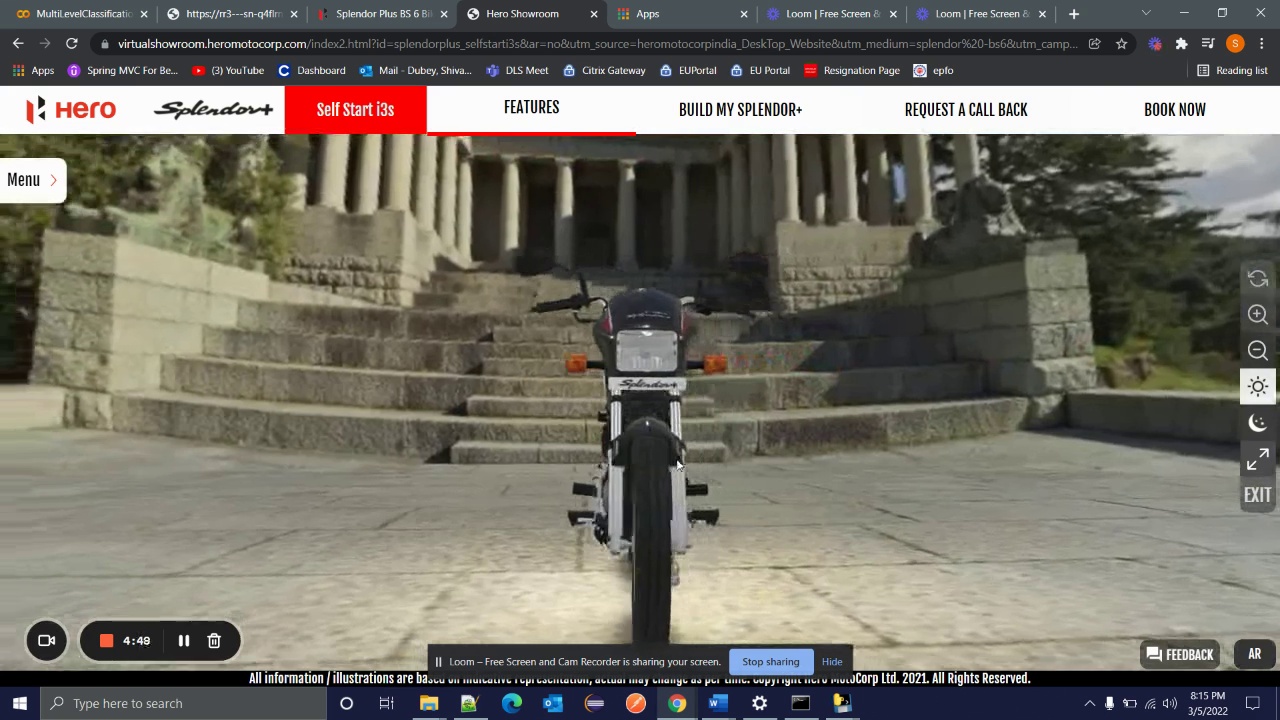 MultiLevelClassificatio
https://rr3---sn-q4flrn
Splendor Plus BS 6 Bi
Hero Showroom
Apps
Loom | Free Screen &
Loom | Free Screen &
virtualshowroom.heromotocorp.com/index2.html?id=splendorplus_selfstarti3s&at=no&utm_source=heromotocorpindia_DeskTop_Website&utm_medium=splendor%20-bs6&utm_camp...
Apps
Spring MVC For Be...
(3) YouTube
Dashboard
Mail - Dubey, Shiva...
DLS Meet
Citrix Gateway
EUPortal
EU Portal
Resignation Page
epfo
Reading list
HERO
Splendor+
Self Start i3s
FEATURES
BUILD MY SPLENDOR+
REQUEST A CALL BACK
BOOK NOW
Menu
Splendor+
EXIT
4:49
Loom – Free Screen and Cam Recorder is sharing your screen.
Stop sharing
Hide
FEEDBACK
AR
All information / illustrations are based on indicative representation, actual may change as per time. Copyright Hero MotoCorp Ltd. 2021. All Rights Reserved.
Type here to search
8:15 PM
3/5/2022